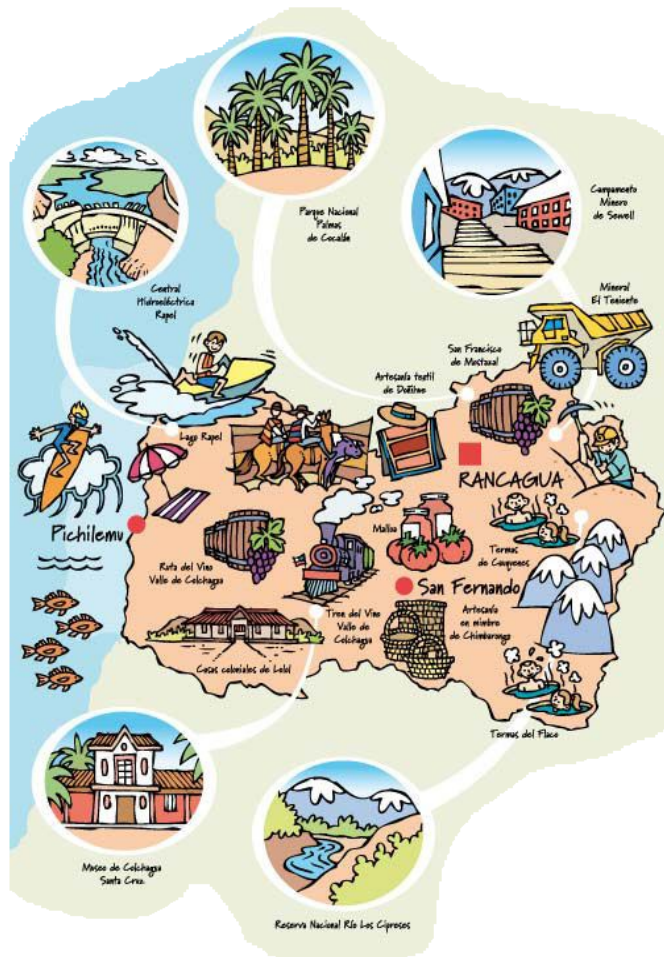 Parque Nacional
Palmas
de Cocalán
Campamento
Minero
de Sewell
Central
Hidroeléctrica
Rapel
Mineral
El Teniente
San Francisco
de Mostazal
Artesanía textil
de Doñihue
Lago Rapel
RANCAGUA
Pichilemu
Malloa
Termas
de Cauquenes
Ruta del Vino
Valle de Colchagua
San Fernando
Tren del Vino
Valle de
Colchagua
Artesanía
en mimbre
de Chimbarongo
Casas coloniales de Lolol
Termas del Flaco
Museo de Colchagua
Santa Cruz
Reserva Nacional Río Los Cipreses